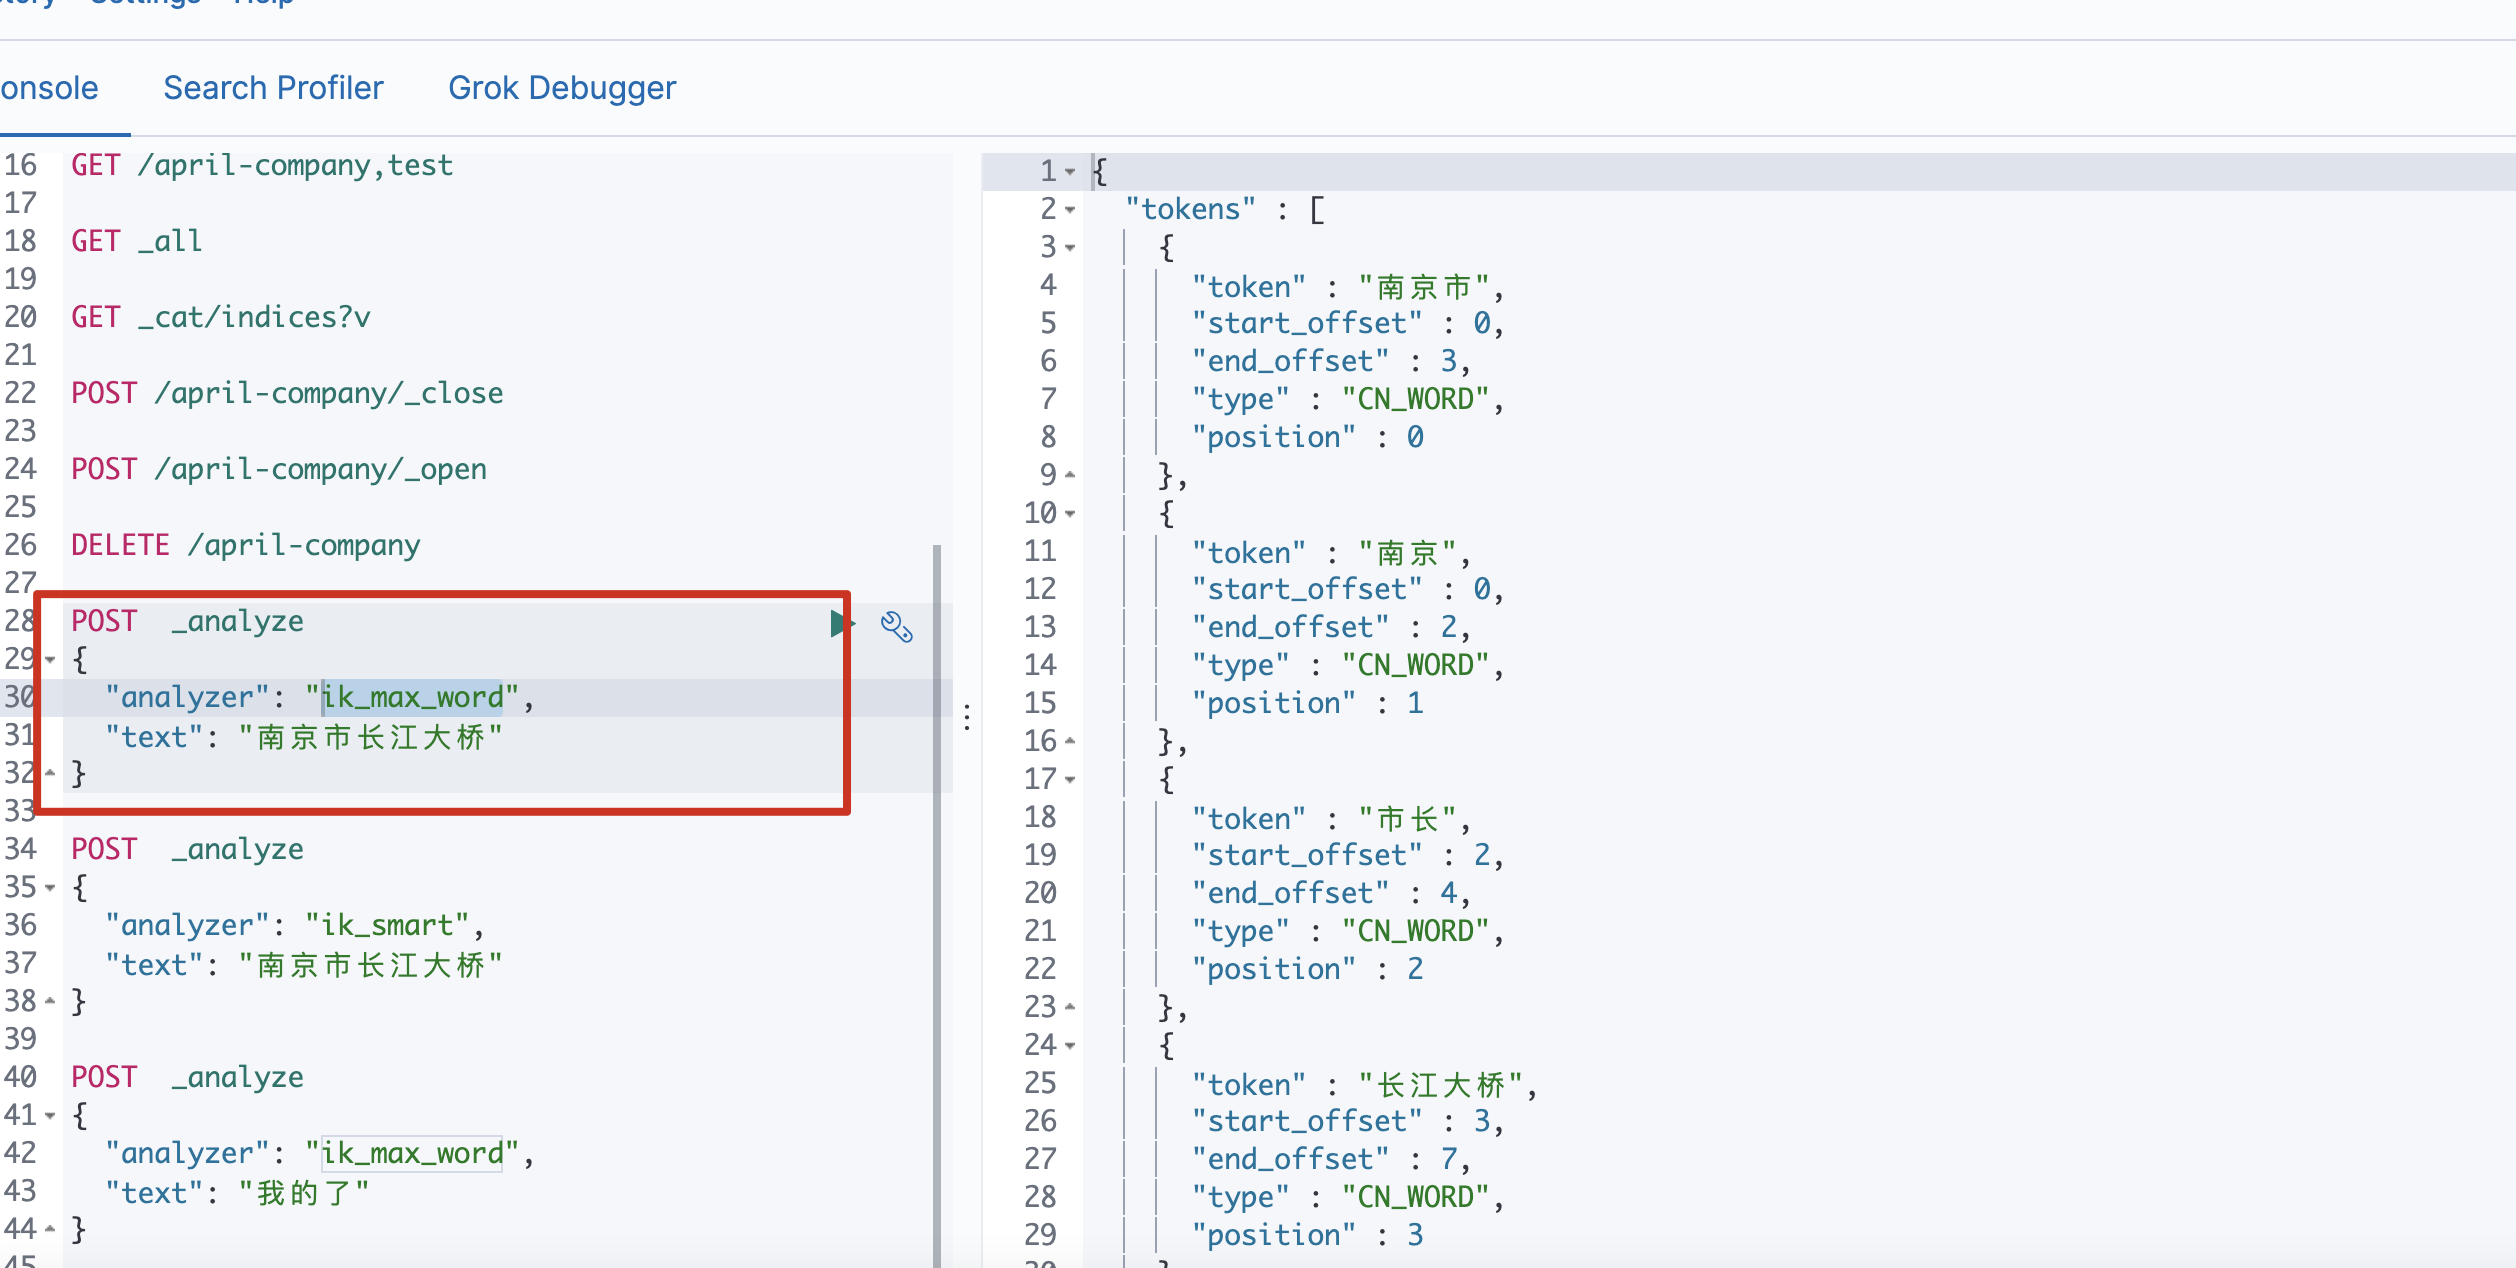 Settings Help
onsole Search Profiler Grok Debugger
16 GET /april-company,test
17
18 GET _all
19
20 GET _cat/indices?v
21
22 POST /april-company/_close
23
24 POST /april-company/_open
25
26 DELETE /april-company
27
28 POST _analyze
29 {
30 "analyzer": "ik_max_word",
31 "text": "南京市长江大桥"
32 }
33
34 POST _analyze
35 {
36 "analyzer": "ik_smart",
37 "text": "南京市长江大桥"
38 }
39
40 POST _analyze
41 {
42 "analyzer": "ik_max_word",
43 "text": "我的了"
44 }
45
1 {
2 "tokens" : [
3 {
4 "token" : "南京市",
5 "start_offset" : 0,
6 "end_offset" : 3,
7 "type" : "CN_WORD",
8 "position" : 0
9 },
10 {
11 "token" : "南京",
12 "start_offset" : 0,
13 "end_offset" : 2,
14 "type" : "CN_WORD",
15 "position" : 1
16 },
17 {
18 "token" : "市长",
19 "start_offset" : 2,
20 "end_offset" : 4,
21 "type" : "CN_WORD",
22 "position" : 2
23 },
24 {
25 "token" : "长江大桥",
26 "start_offset" : 3,
27 "end_offset" : 7,
28 "type" : "CN_WORD",
29 "position" : 3
30 }